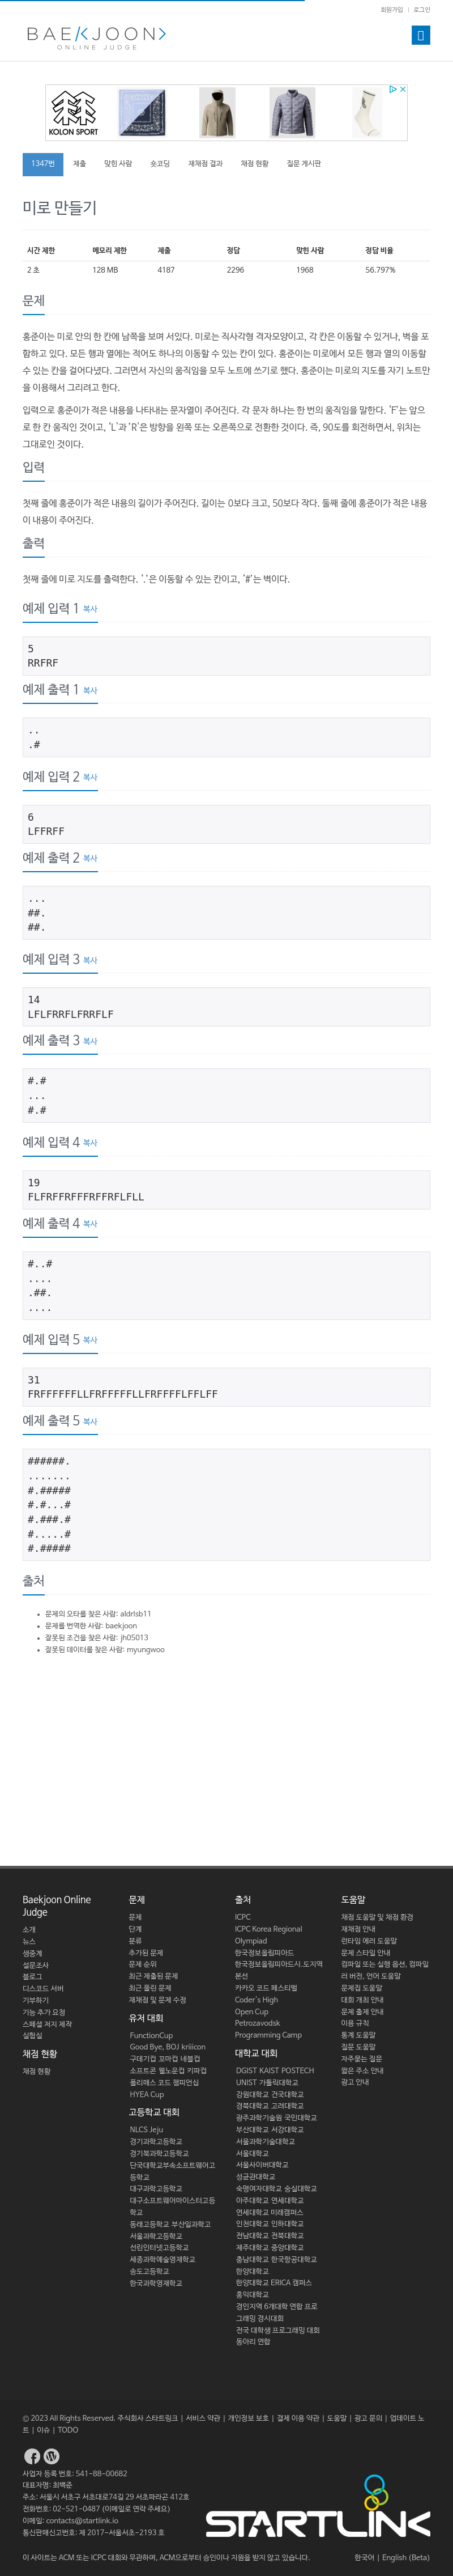 회원가입 | 로그인
BAEKJOON>
ONLINE JUDGE
KOLON SPORT
1347번 제출 맞힌 사람 숏코딩 재채점 결과 채점 현황 질문 게시판
미로 만들기
시간 제한 메모리 제한 제출 정답 맞힌 사람 정답 비율
2 초 128 MB 4187 2296 1968 56.797%
문제
홍준이는 미로 안의 한 칸에 남쪽을 보며 서있다. 미로는 직사각형 격자모양이고, 각 칸은 이동할 수 있거나, 벽을 포
함하고 있다. 모든 행과 열에는 적어도 하나의 이동할 수 있는 칸이 있다. 홍준이는 미로에서 모든 행과 열의 이동할
수 있는 칸을 걸어다녔다. 그러면서 자신의 움직임을 모두 노트에 쓰기로 했다. 홍준이는 미로의 지도를 자기 노트만
을 이용해서 그리려고 한다.
입력으로 홍준이가 적은 내용을 나타내는 문자열이 주어진다. 각 문자 하나는 한 번의 움직임을 말한다. 'F'는 앞으
로 한 칸 움직인 것이고, 'L'과 'R'은 방향을 왼쪽 또는 오른쪽으로 전환한 것이다. 즉, 90도를 회전하면서, 위치는
그대로인 것이다.
입력
첫째 줄에 홍준이가 적은 내용의 길이가 주어진다. 길이는 0보다 크고, 50보다 작다. 둘째 줄에 홍준이가 적은 내용
이 내용이 주어진다.
출력
첫째 줄에 미로 지도를 출력한다. '.'은 이동할 수 있는 칸이고, '#'는 벽이다.
예제 입력 1 복사
5
RRFRF
예제 출력 1 복사
..
.#
예제 입력 2 복사
6
LFFRFF
예제 출력 2 복사
...
##.
##.
예제 입력 3 복사
14
LFLFRRFLFRRFLF
예제 출력 3 복사
#.#
...
#.#
예제 입력 4 복사
19
FLFRFFRFFFRFFRFLFLL
예제 출력 4 복사
#..#
....
.##.
....
예제 입력 5 복사
31
FRFFFFFFLLFRFFFFFLLFRFFFFLFFLFF
예제 출력 5 복사
######.
.......
#.#####
#.#...#
#.###.#
#.....#
#.#####
출처
문제의 오타를 찾은 사람: aldrlsb11
문제를 번역한 사람: baekjoon
잘못된 조건을 찾은 사람: jh05013
잘못된 데이터를 찾은 사람: myungwoo
Baekjoon Online
Judge
소개
뉴스
생중계
설문조사
블로그
디스코드 서버
기부하기
기능 추가 요청
스페셜 저지 제작
실험실
채점 현황
채점 현황
문제
문제
단계
분류
추가된 문제
문제 순위
최근 제출된 문제
최근 풀린 문제
재채점 및 문제 수정
유저 대회
FunctionCup
Good Bye, BOJ kriiicon
구데기컵 꼬마컵 네블컵
소프트콘 웰노운컵 키파컵
폴리매스 코드 챔피언십
HYEA Cup
고등학교 대회
NLCS Jeju
경기과학고등학교
경기북과학고등학교
단국대학교부속소프트웨어고
등학교
대구과학고등학교
대구소프트웨어마이스터고등
학교
동래고등학교 부산일과학고
서울과학고등학교
선린인터넷고등학교
세종과학예술영재학교
송도고등학교
한국과학영재학교
출처
ICPC
ICPC Korea Regional
Olympiad
한국정보올림피아드
한국정보올림피아드시.도지역
본선
카카오 코드 페스티벌
Coder's High
Open Cup
Petrozavodsk
Programming Camp
대학교 대회
DGIST KAIST POSTECH
UNIST 가톨릭대학교
강원대학교 건국대학교
경북대학교 고려대학교
광주과학기술원 국민대학교
부산대학교 서강대학교
서울과학기술대학교
서울대학교
서울사이버대학교
성균관대학교
숙명여자대학교 숭실대학교
아주대학교 연세대학교
연세대학교 미래캠퍼스
인천대학교 인하대학교
전남대학교 전북대학교
제주대학교 중앙대학교
충남대학교 한국항공대학교
한양대학교
한양대학교 ERICA 캠퍼스
홍익대학교
경인지역 6개대학 연합 프로
그래밍 경시대회
전국 대학생 프로그래밍 대회
동아리 연합
도움말
채점 도움말 및 채점 환경
재채점 안내
런타임 에러 도움말
문제 스타일 안내
컴파일 또는 실행 옵션, 컴파일
러 버전, 언어 도움말
문제집 도움말
대회 개최 안내
문제 출제 안내
이용 규칙
통계 도움말
질문 도움말
자주묻는 질문
짧은 주소 안내
광고 안내
© 2023 All Rights Reserved. 주식회사 스타트링크 | 서비스 약관 | 개인정보 보호 | 결제 이용 약관 | 도움말 | 광고 문의 | 업데이트 노
트 | 이슈 | TODO
사업자 등록 번호: 541-88-00682
대표자명: 최백준
주소: 서울시 서초구 서초대로74길 29 서초파라곤 412호
전화번호: 02-521-0487 (이메일로 연락 주세요)
이메일: contacts@startlink.io
통신판매신고번호: 제 2017-서울서초-2193 호
STARTLINK
이 사이트는 ACM 또는 ICPC 대회와 무관하며, ACM으로부터 승인이나 지원을 받지 않고 있습니다. 한국어 | English (Beta)